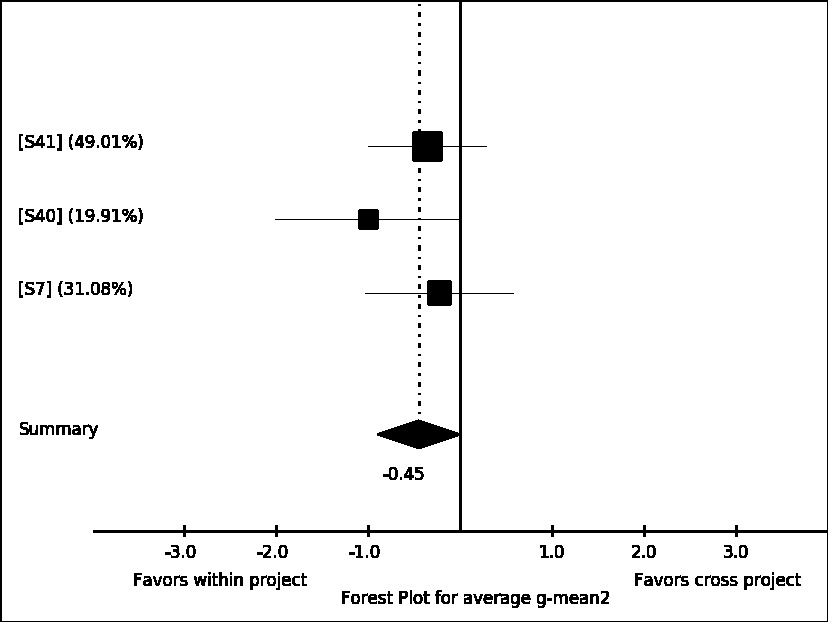 [S41] (49.01%)
[S40] (19.91%)
[S7] (31.08%)
Summary
-0.45
-3.0 -2.0 -1.0 1.0 2.0 3.0
Favors within project Favors cross project
Forest Plot for average g-mean2